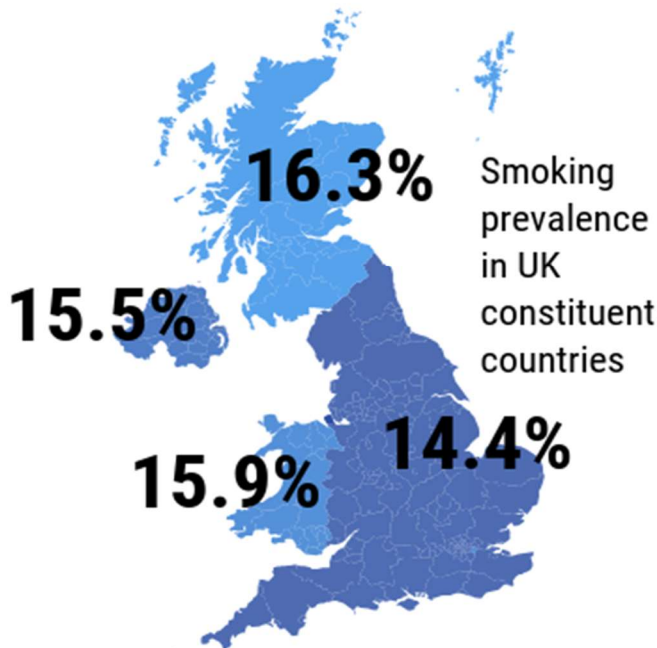 16.3%
Smoking
prevalence
in UK
constituent
countries
15.5%
14.4%
15.9%